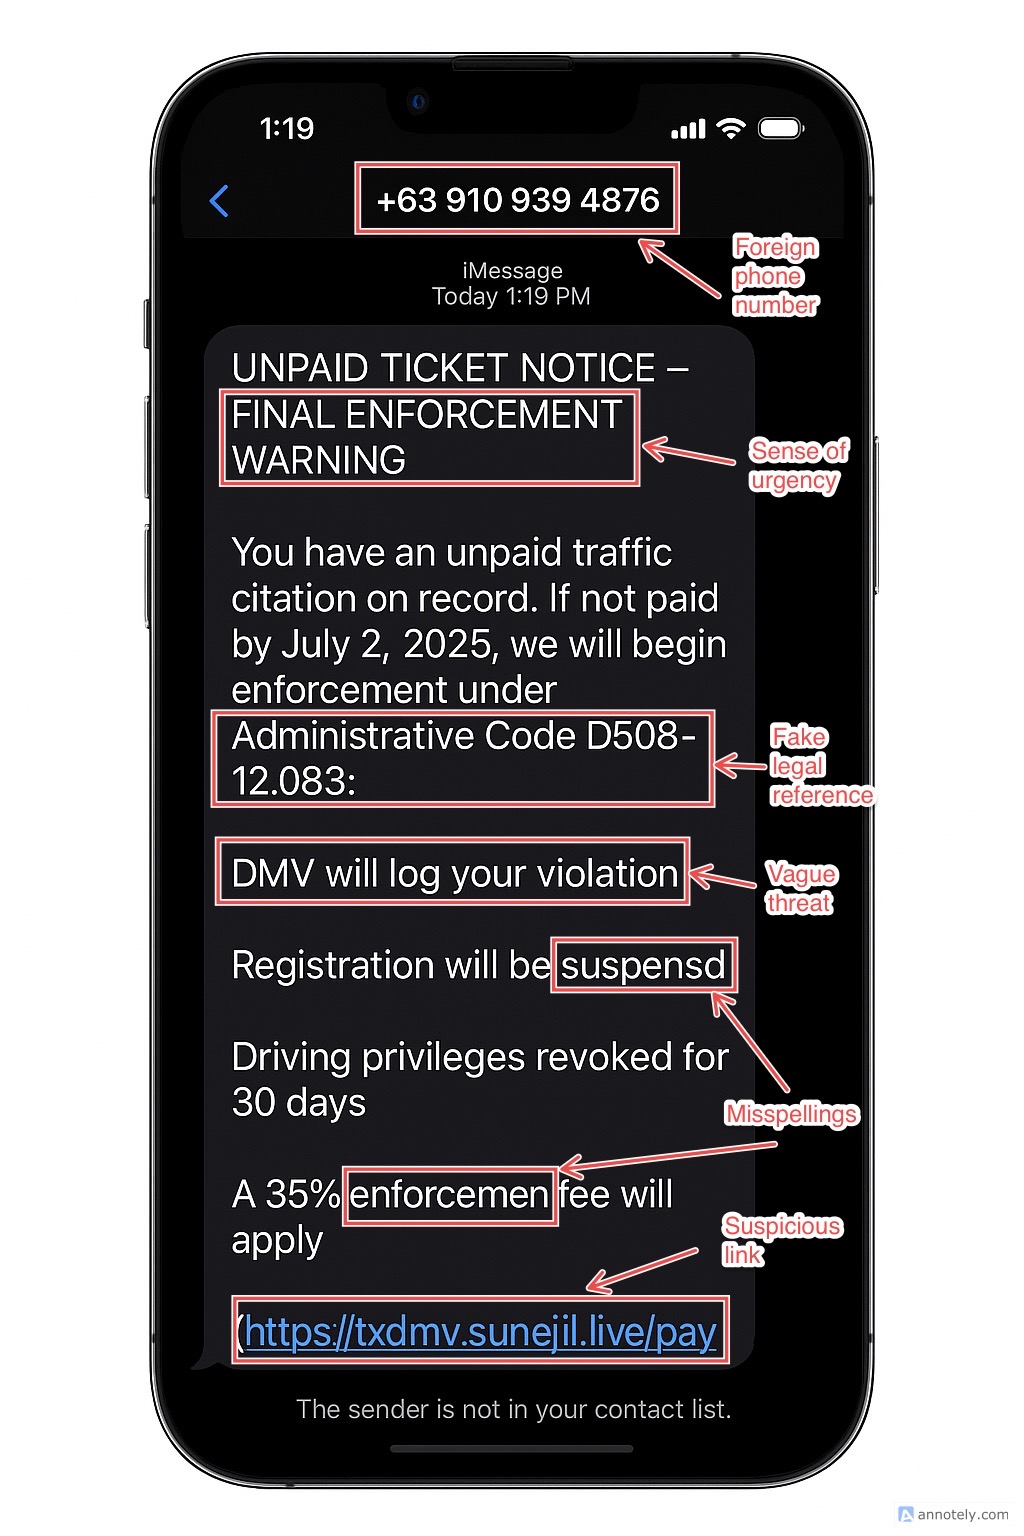 1:19
+63 910 939 4876
Foreign
phone
number
iMessage
Today 1:19 PM
UNPAID TICKET NOTICE –
FINAL ENFORCEMENT
WARNING
Sense of
urgency
You have an unpaid traffic
citation on record. If not paid
by July 2, 2025, we will begin
enforcement under
Administrative Code D508-
12.083:
Fake
legal
reference
DMV will log your violation
Vague
threat
Registration will be suspensd
Driving privileges revoked for
30 days
Misspellings
A 35% enforcemen fee will
apply
Suspicious
link
(https://txdmv.sunejil.live/pay
The sender is not in your contact list.
annotely.com